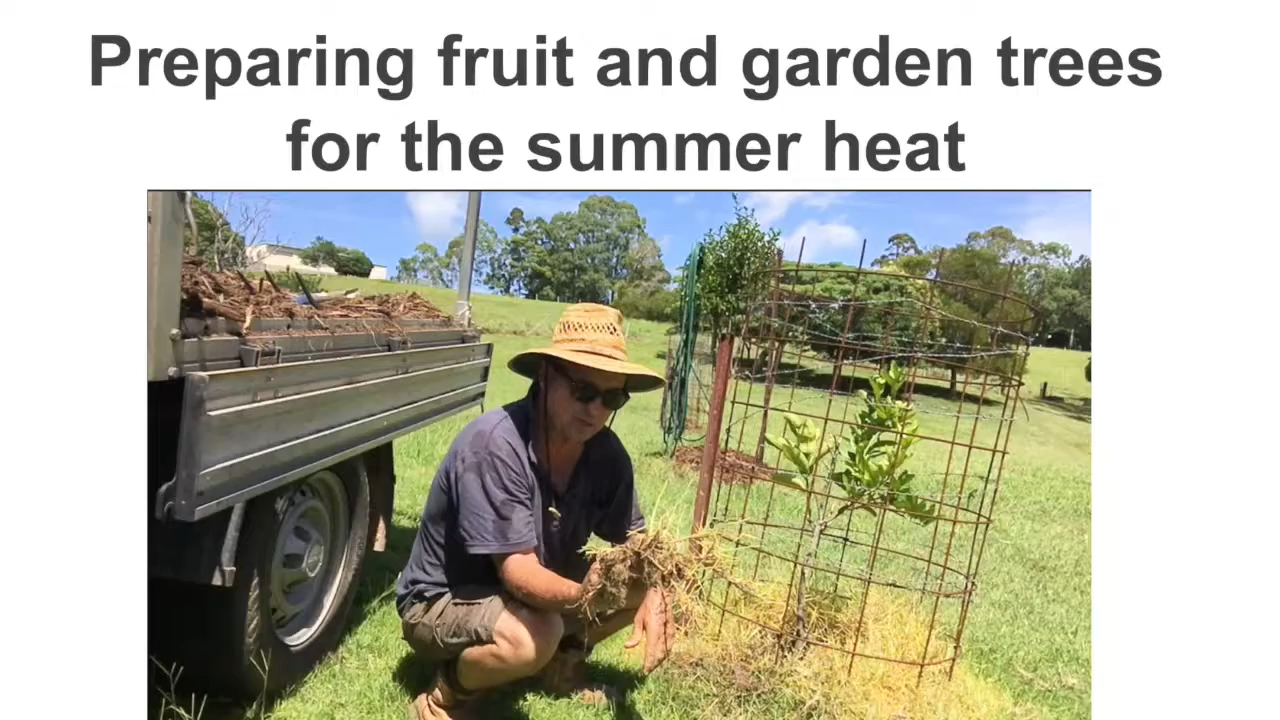 Preparing fruit and garden trees
for the summer heat